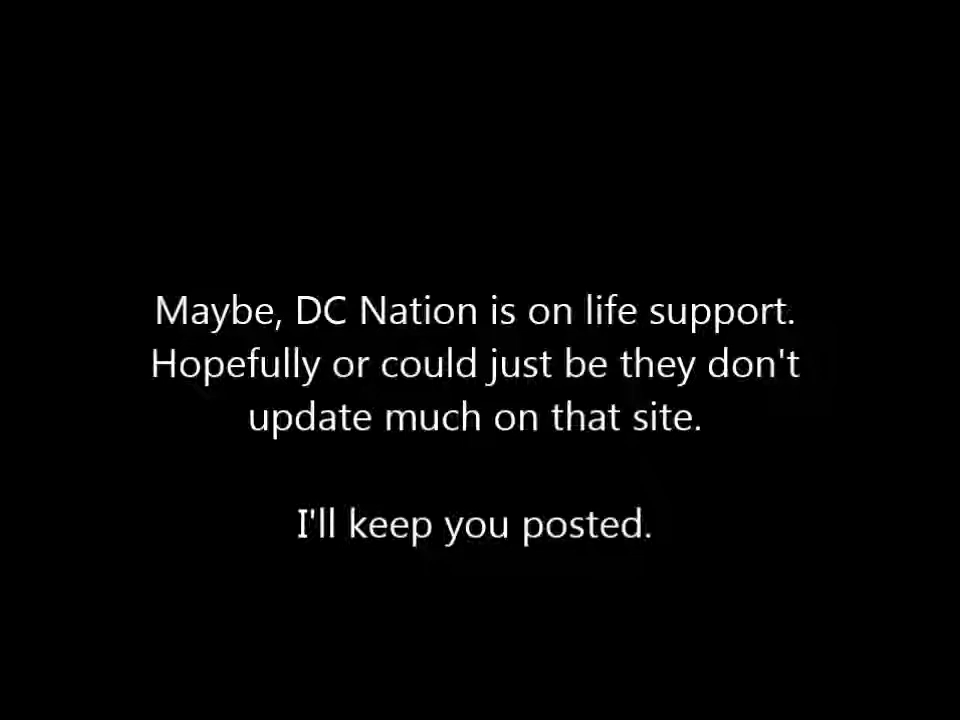 Maybe, DC Nation is on life support.
Hopefully or could just be they don't
update much on that site.
I'll keep you posted.